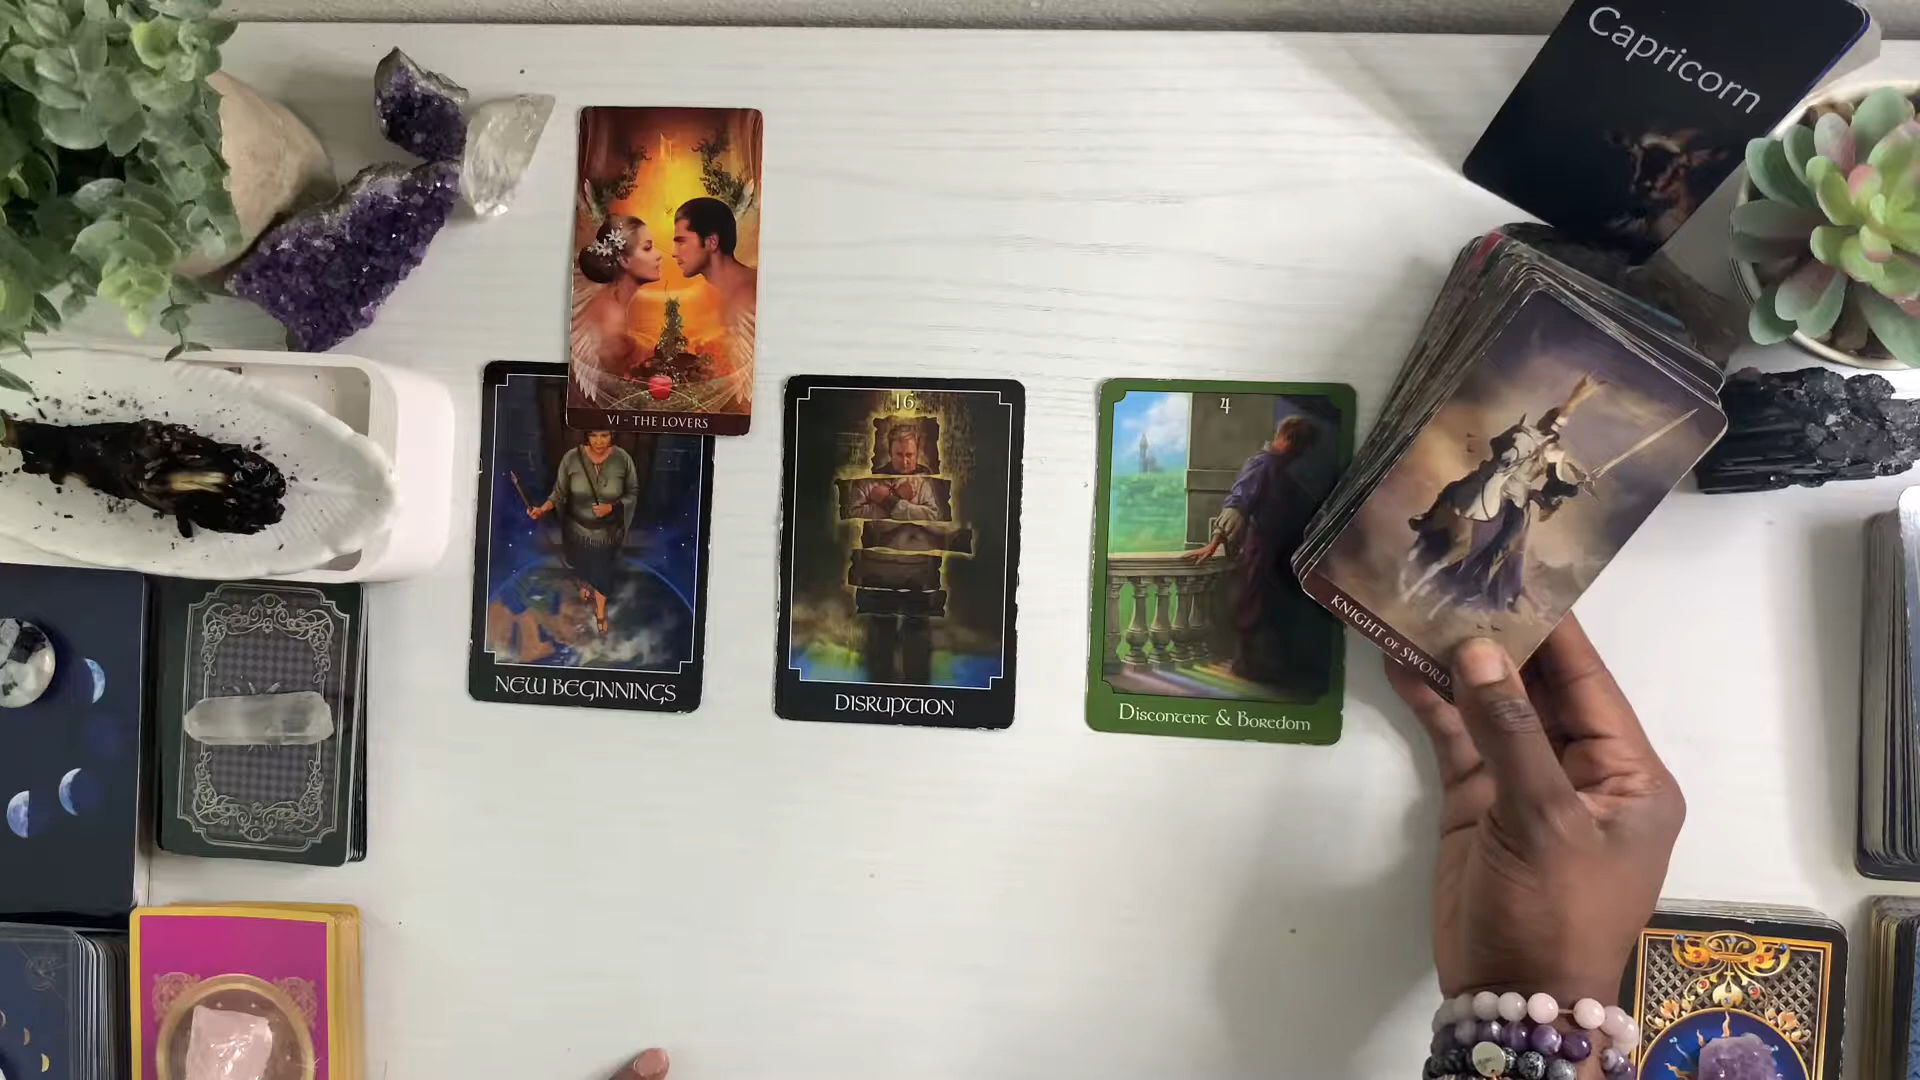 Capricorn
VI - THE LOVERS
16
4
KNIGHT OF SWORD
NEW BEGINNINGS
DISRUPTION
Discontent & Boredom